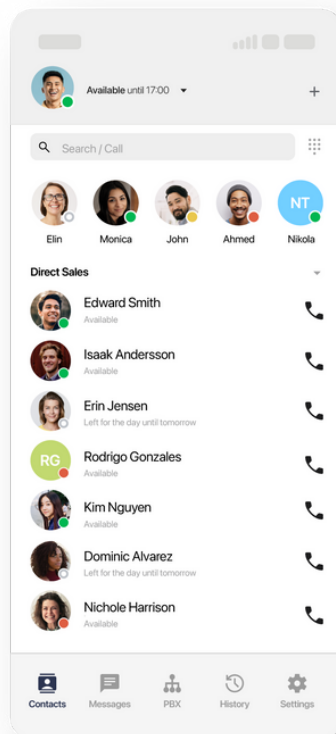 Available until 17:00
Search / Call
NT
Elin Monica John Ahmed Nikola
Direct Sales
Edward Smith
Available
Isaak Andersson
Available
Erin Jensen
Left for the day until tomorrow
RG
Rodrigo Gonzales
Available
Kim Nguyen
Available
Dominic Alvarez
Left for the day until tomorrow
Nichole Harrison
Available
Contacts Messages PBX History Settings